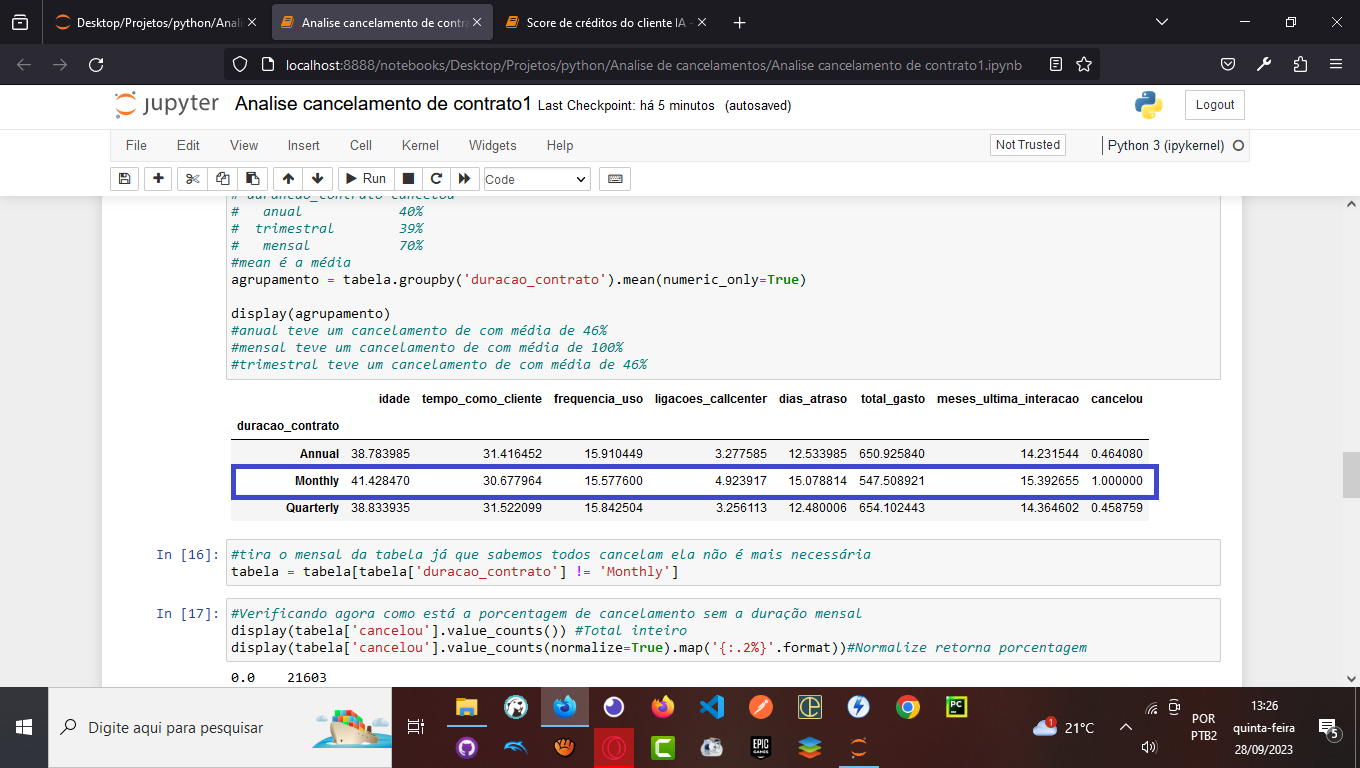 Desktop/Projetos/python/Anali
Analise cancelamento de contra
Score de créditos do cliente IA -
localhost:8888/notebooks/Desktop/Projetos/python/Analise de cancelamentos/Analise cancelamento de contrato1.ipynb
jupyter Analise cancelamento de contrato1 Last Checkpoint: há 5 minutos (autosaved)
Logout
File Edit View Insert Cell Kernel Widgets Help
Not Trusted
Python 3 (ipykernel)
Run
Code
# durancao_contrato cancelou
# anual 40%
# trimestral 39%
# mensal 70%
#mean é a média
agrupamento = tabela.groupby('duracao_contrato').mean(numeric_only=True)
display(agrupamento)
#anual teve um cancelamento de com média de 46%
#mensal teve um cancelamento de com média de 100%
#trimestral teve um cancelamento de com média de 46%
idade tempo_como_cliente frequencia_uso ligacoes_callcenter dias_atraso total_gasto meses_ultima_interacao cancelou
duracao_contrato
Annual 38.783985 31.416452 15.910449 3.277585 12.533985 650.925840 14.231544 0.464080
Monthly 41.428470 30.677964 15.577600 4.923917 15.078814 547.508921 15.392655 1.000000
Quarterly 38.833935 31.522099 15.842504 3.256113 12.480006 654.102443 14.364602 0.458759
In [16]: #tira o mensal da tabela já que sabemos todos cancelam ela não é mais necessária
tabela = tabela[tabela['duracao_contrato'] != 'Monthly']
In [17]: #Verificando agora como está a porcentagem de cancelamento sem a duração mensal
display(tabela['cancelou'].value_counts()) #Total inteiro
display(tabela['cancelou'].value_counts(normalize=True).map('{:.2%}'.format))#Normalize retorna porcentagem
0.0 21603
Digite aqui para pesquisar
PC
EPIC
GAMES
1
21°C
POR
PTB2
13:26
quinta-feira
28/09/2023
5